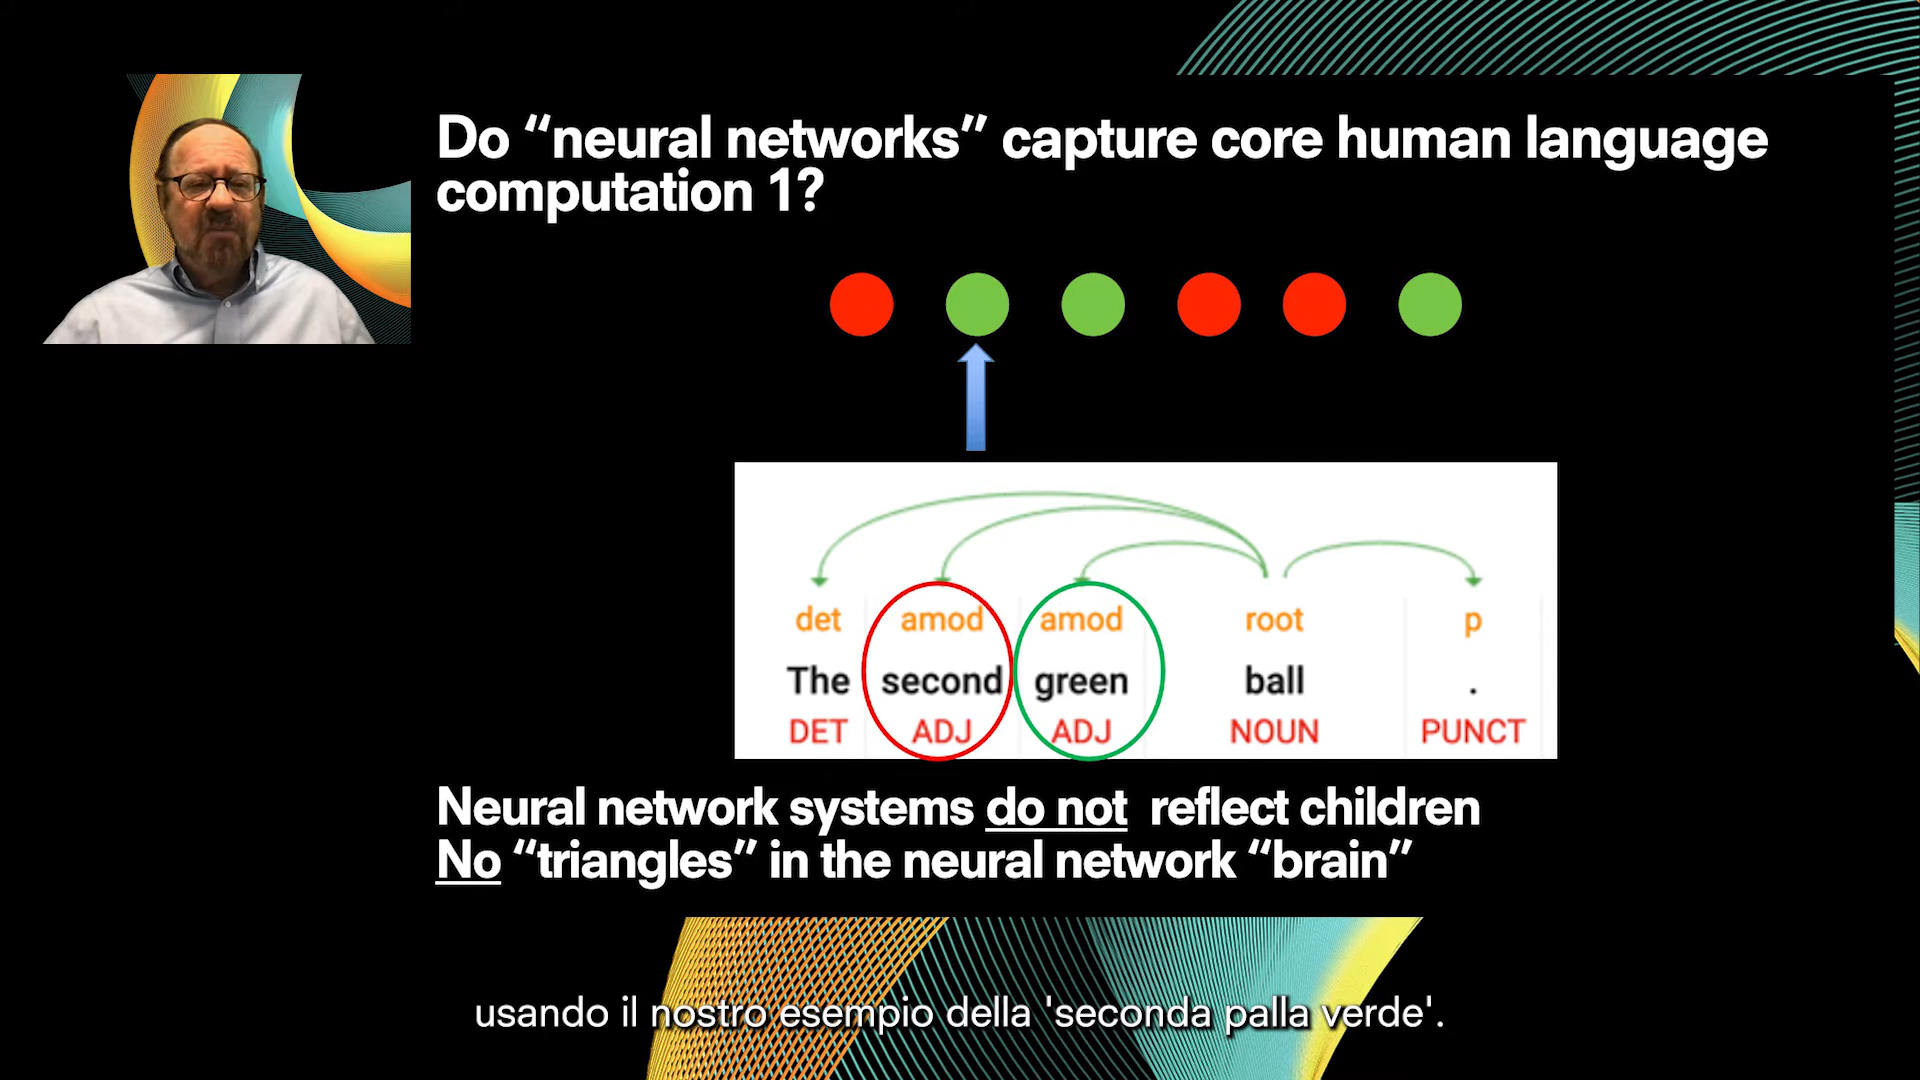 Do “neural networks” capture core human language
computation 1?
det amod amod root p
The second green ball .
DET ADJ ADJ NOUN PUNCT
Neural network systems do not reflect children
No “triangles” in the neural network “brain”
usando il nostro esempio della 'seconda palla verde'.